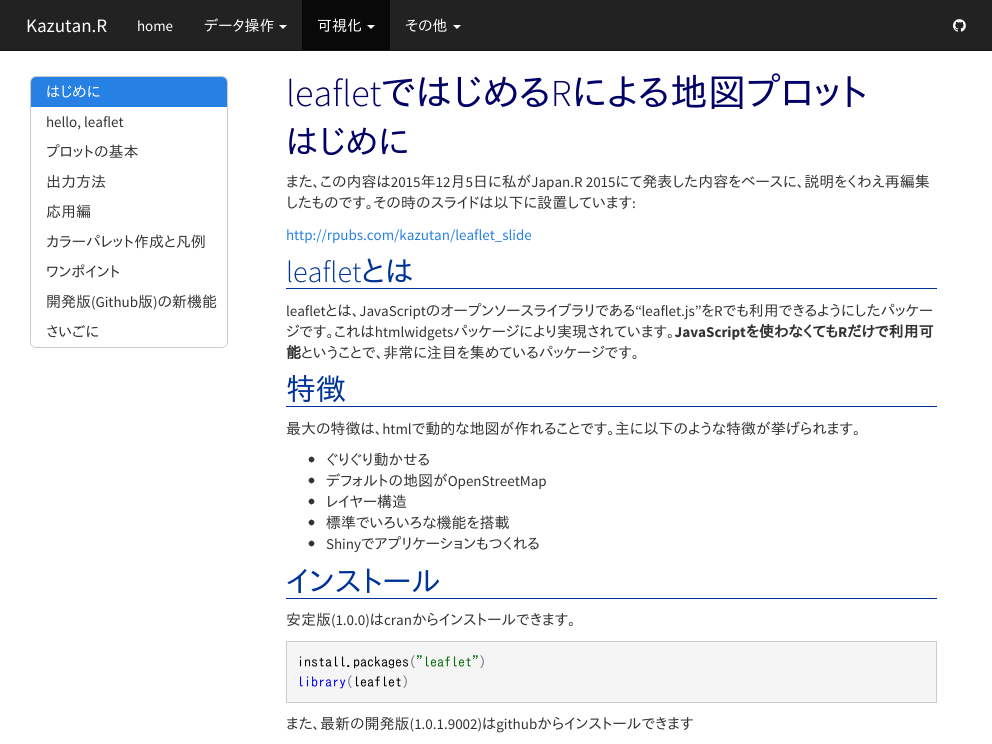 Kazutan.R home データ操作 可視化 その他
はじめに
hello, leaflet
プロットの基本
出力方法
応用編
カラーパレット作成と凡例
ワンポイント
開発版(Github版)の新機能
さいごに
leafletではじめるRによる地図プロット
はじめに
また、この内容は2015年12月5日に私がJapan.R 2015にて発表した内容をベースに、説明をくわえ再編集
したものです。その時のスライドは以下に設置しています:
http://rpubs.com/kazutan/leaflet_slide
leafletとは
leafletとは、JavaScriptのオープンソースライブラリである“leaflet.js”をRでも利用できるようにしたパッケー
ジです。これはhtmlwidgetsパッケージにより実現されています。JavaScriptを使わなくてもRだけで利用可
能ということで、非常に注目を集めているパッケージです。
特徴
最大の特徴は、htmlで動的な地図が作れることです。主に以下のような特徴が挙げられます。
• ぐりぐり動かせる
• デフォルトの地図がOpenStreetMap
• レイヤー構造
• 標準でいろいろな機能を搭載
• Shinyでアプリケーションもつくれる
インストール
安定版(1.0.0)はcranからインストールできます。
install.packages("leaflet")
library(leaflet)
また、最新の開発版(1.0.1.9002)はgithubからインストールできます